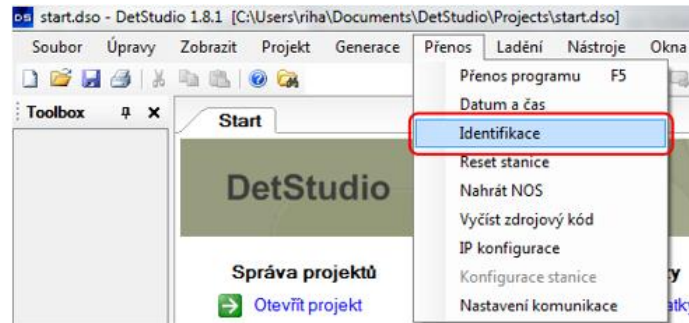 start.dso - DetStudio 1.8.1 [C:\Users\riha\Documents\DetStudio\Projects\start.dso]
Soubor Úpravy Zobrazit Projekt Generace Přenos Ladění Nástroje Okna
Toolbox
Start
Přenos programu F5
Datum a čas
Identifikace
Reset stanice
Nahrát NOS
Vyčíst zdrojový kód
IP konfigurace
Konfigurace stanice
Nastavení komunikace
DetStudio
Správa projektů
Otevřít projekt